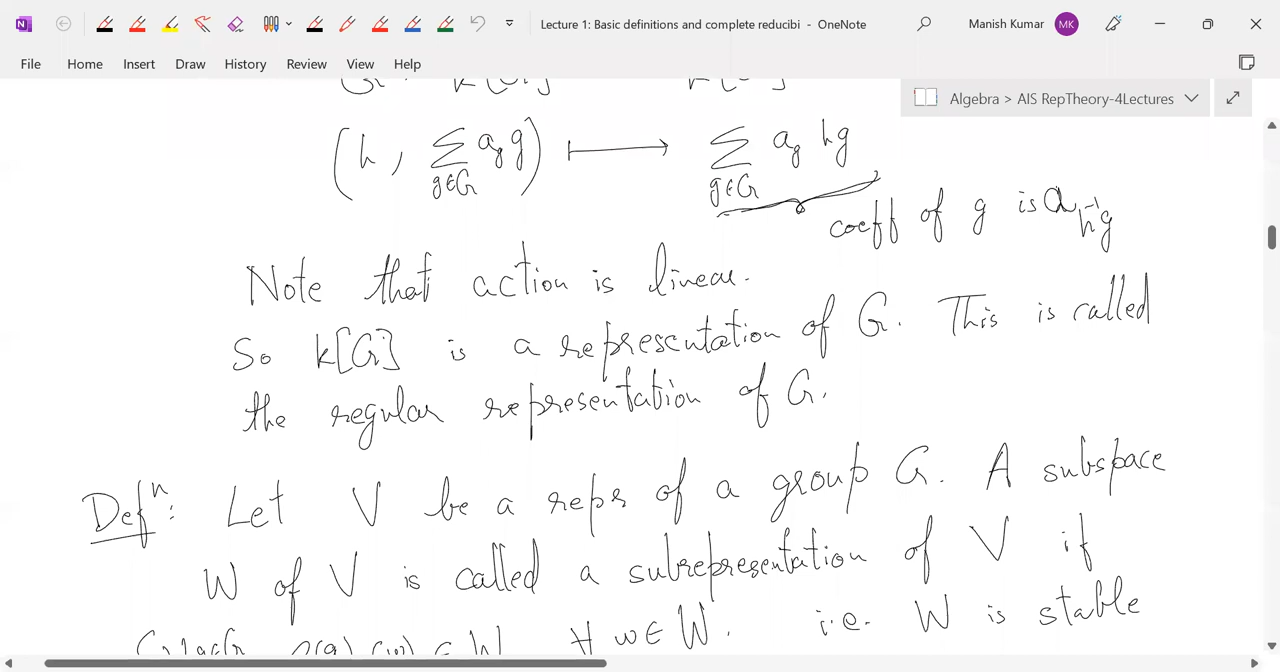 Lecture 1: Basic definitions and complete reducibi - OneNote
Manish Kumar
MK
File Home Insert Draw History Review View Help
Algebra > AIS RepTheory-4Lectures
(h, Σ_{g∈G} a_g g) ⟼ Σ_{g∈G} a_g hg
coeff of g is a_{h⁻¹g}
Note that action is linear.
So k[G] is a representation of G. This is called
the regular representation of G.
Defⁿ: Let V be a repr of a group G. A subspace
W of V is called a subrepresentation of V if
∀ w ∈ W. i.e. W is stable